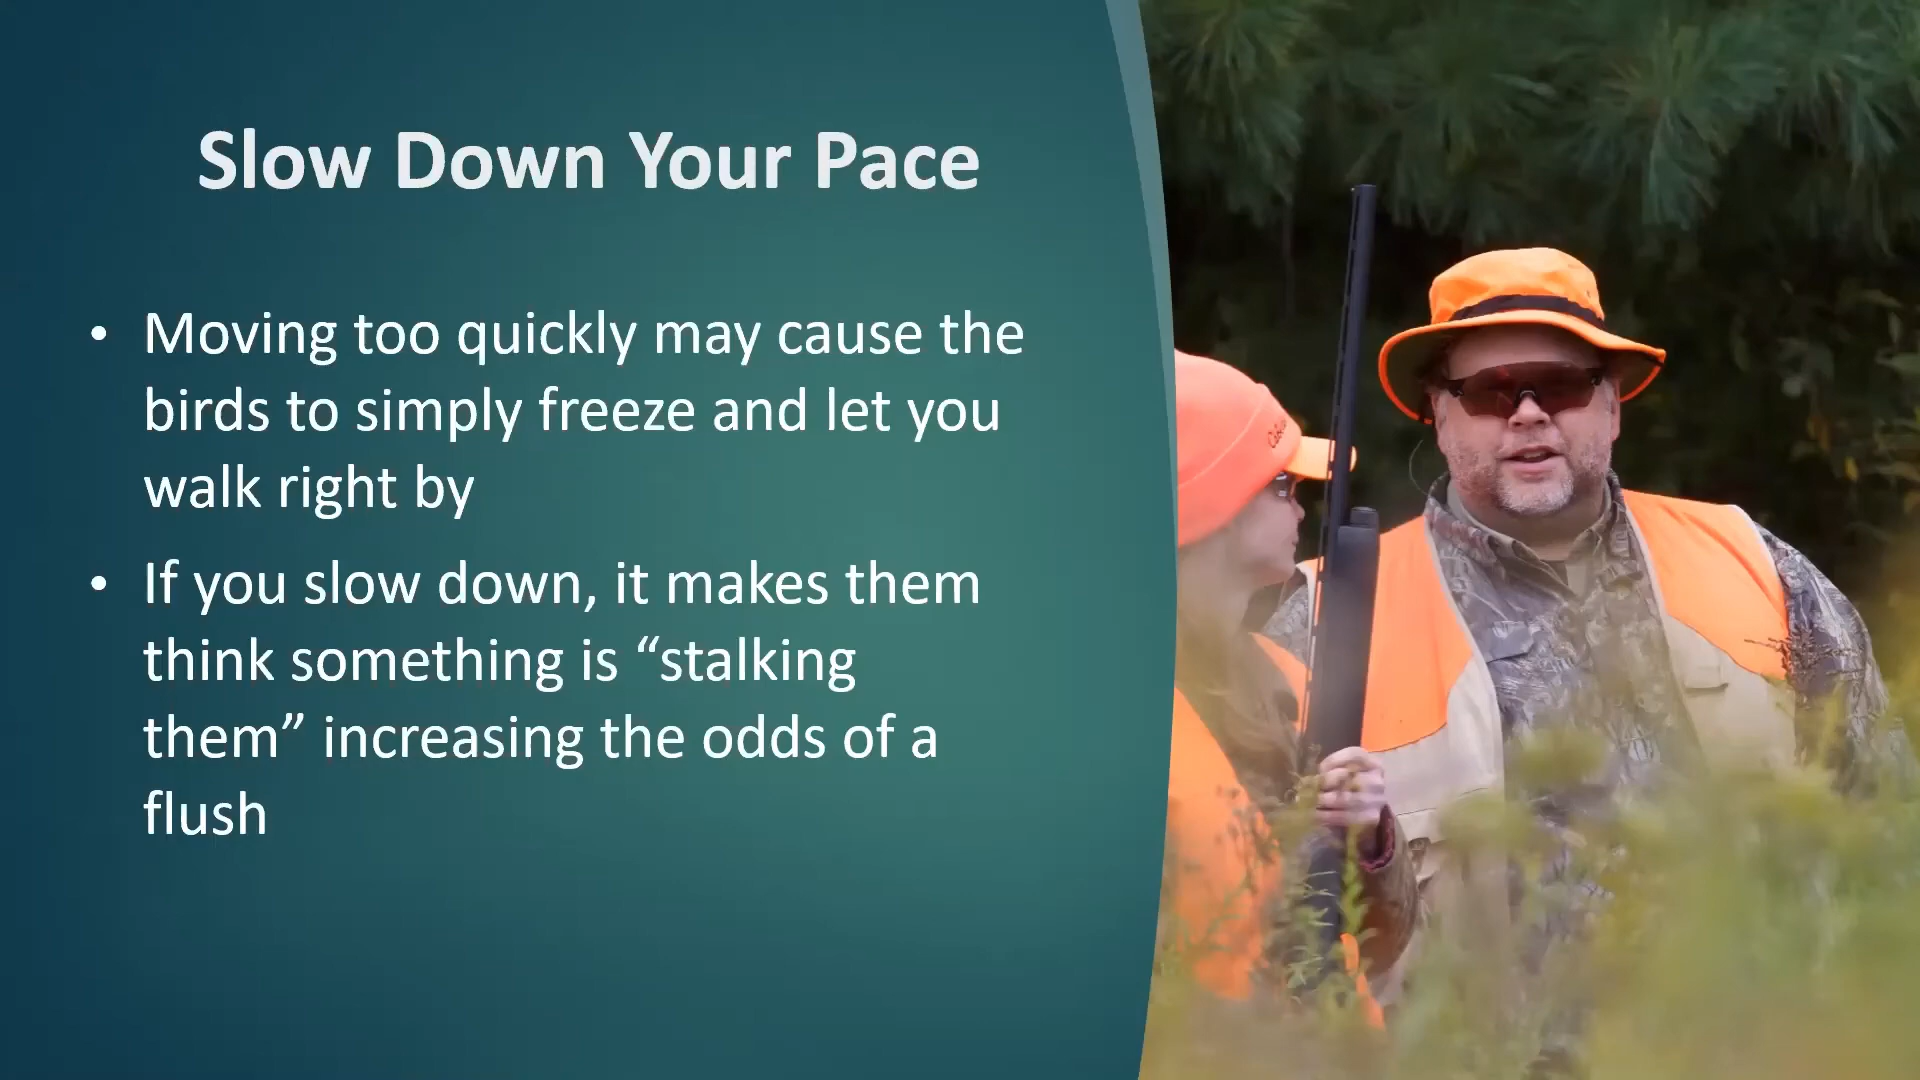 Slow Down Your Pace
• Moving too quickly may cause the
birds to simply freeze and let you
walk right by
• If you slow down, it makes them
think something is “stalking
them” increasing the odds of a
flush